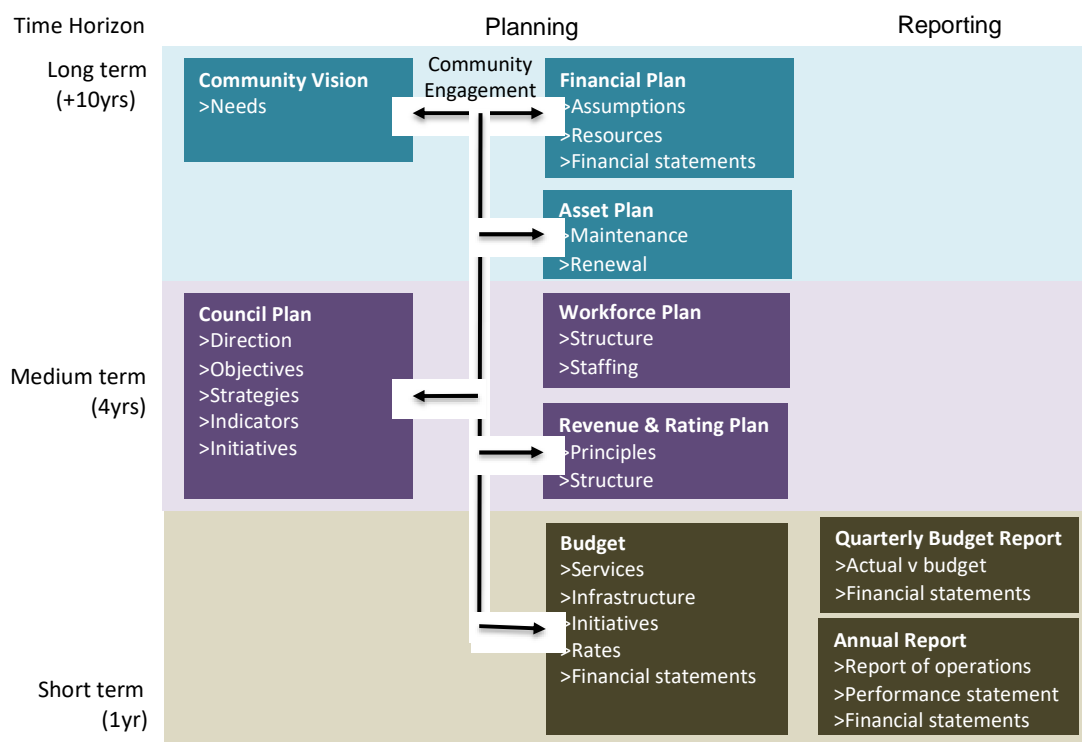 Time Horizon
Planning
Reporting
Long term
(+10yrs)
Community Vision
>Needs
Community
Engagement
Financial Plan
>Assumptions
>Resources
>Financial statements
Asset Plan
>Maintenance
>Renewal
Medium term
(4yrs)
Council Plan
>Direction
>Objectives
>Strategies
>Indicators
>Initiatives
Workforce Plan
>Structure
>Staffing
Revenue & Rating Plan
>Principles
>Structure
Short term
(1yr)
Budget
>Services
>Infrastructure
>Initiatives
>Rates
>Financial statements
Quarterly Budget Report
>Actual v budget
>Financial statements
Annual Report
>Report of operations
>Performance statement
>Financial statements